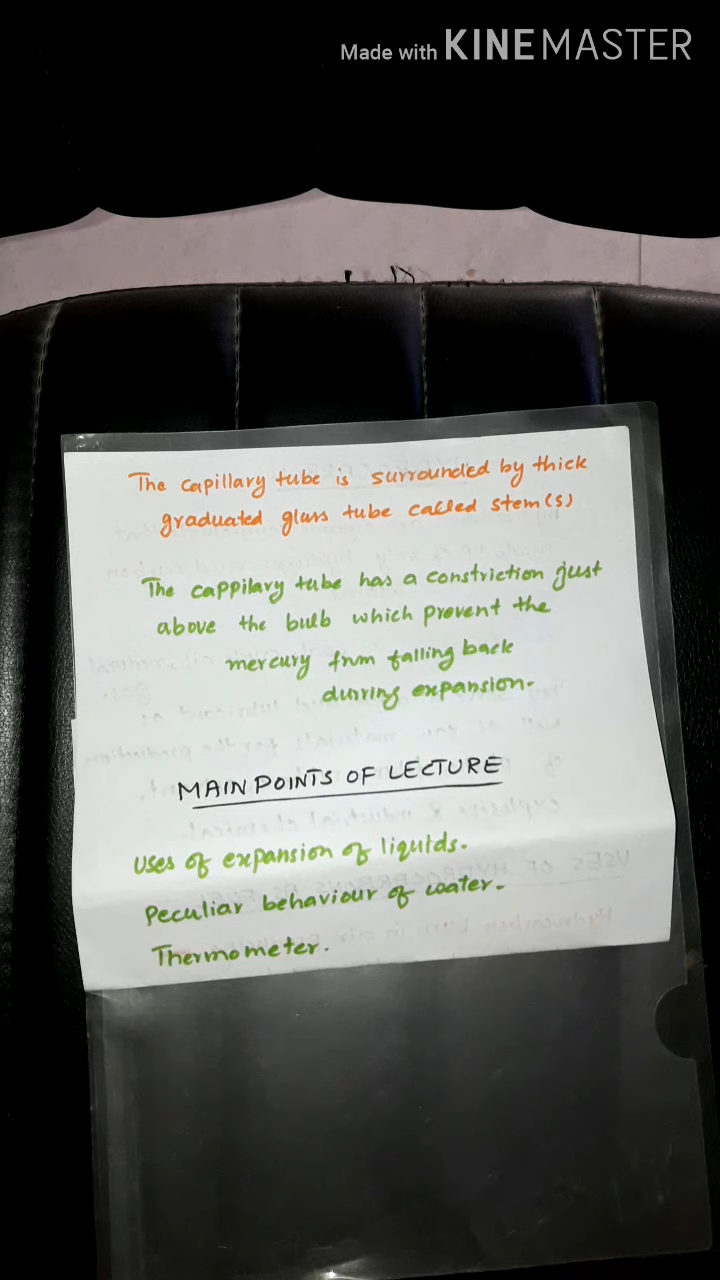 Made with KINEMASTER
The capillary tube is surrounded by thick
graduated glass tube called stem(s)
The cappilary tube has a constriction just
above the bulb which prevent the
mercury from falling back
during expansion.
MAIN POINTS OF LECTURE
Uses of expansion of liquids.
Peculiar behaviour of water.
Thermometer.